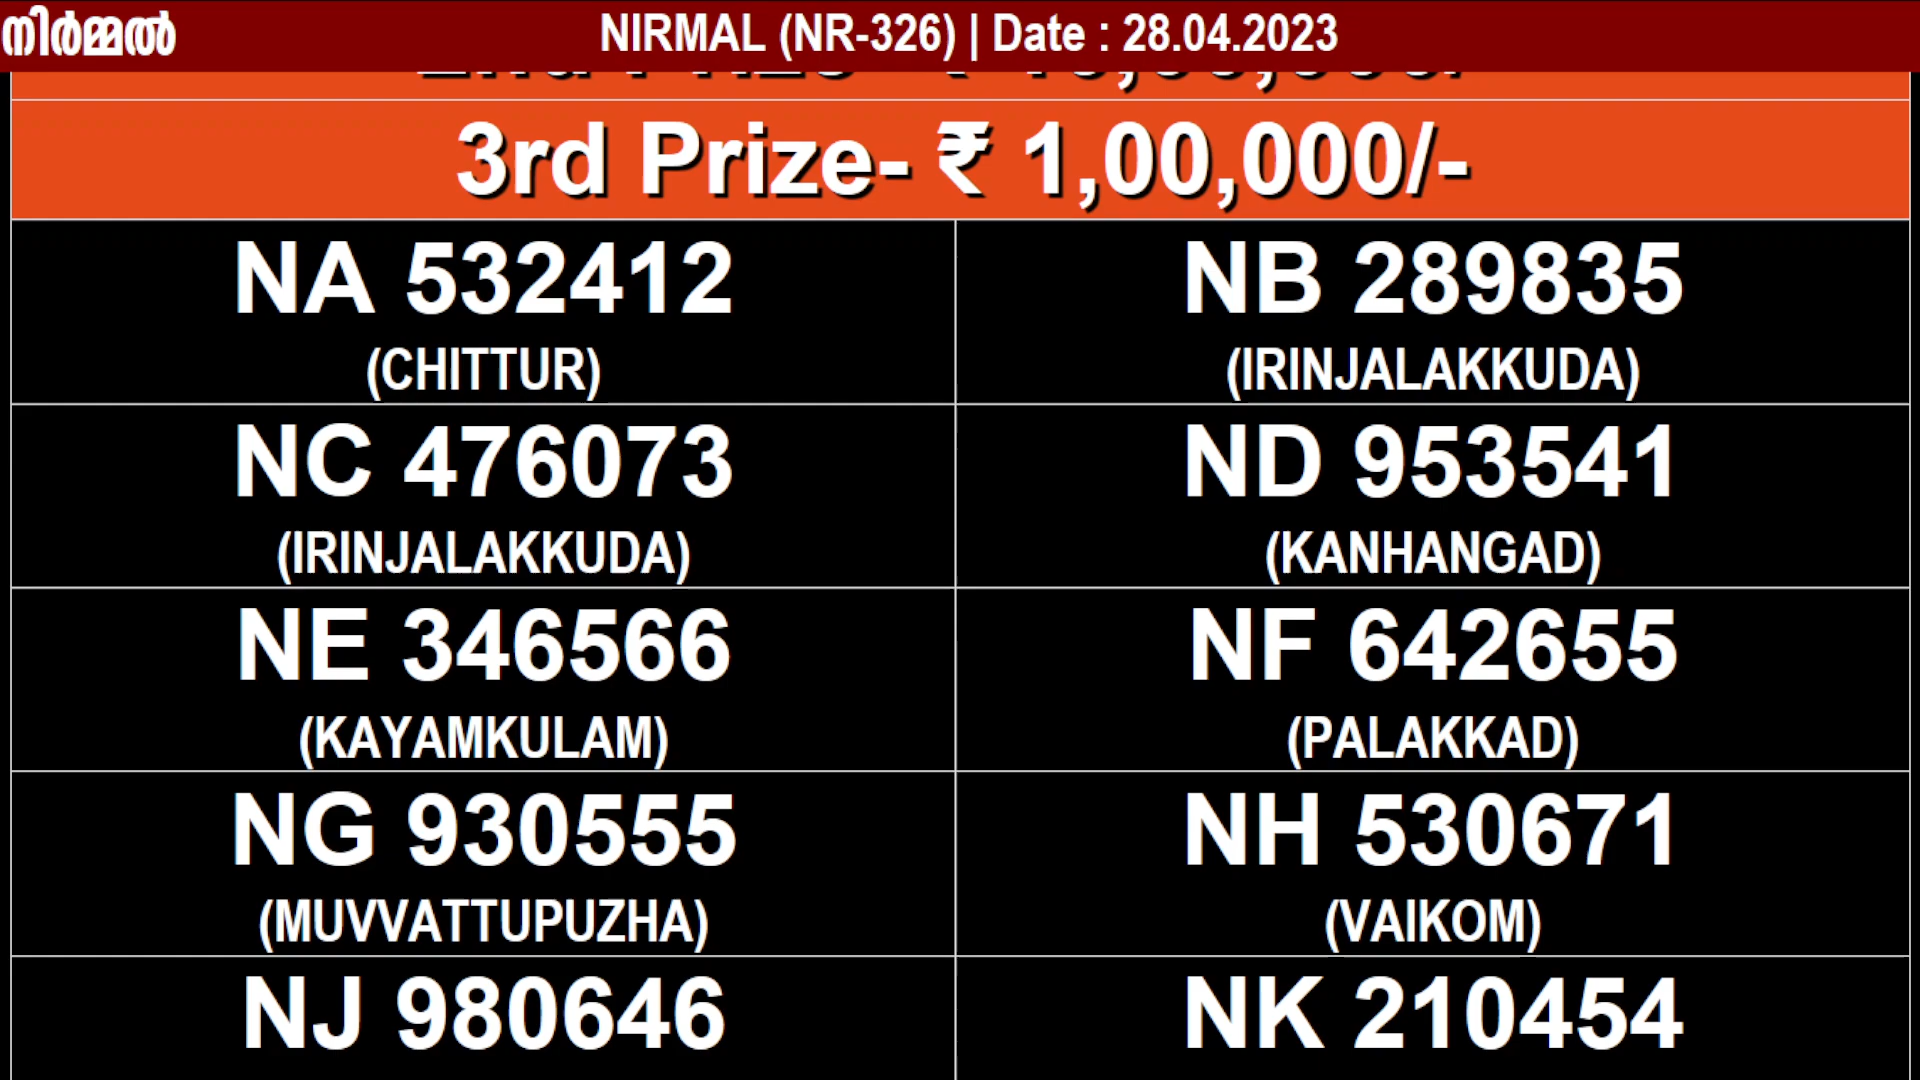 നിർമ്മൽ
NIRMAL (NR-326) | Date : 28.04.2023
3rd Prize- ₹ 1,00,000/-
NA 532412
NB 289835
(CHITTUR)
(IRINJALAKKUDA)
NC 476073
ND 953541
(IRINJALAKKUDA)
(KANHANGAD)
NE 346566
NF 642655
(KAYAMKULAM)
(PALAKKAD)
NG 930555
NH 530671
(MUVVATTUPUZHA)
(VAIKOM)
NJ 980646
NK 210454